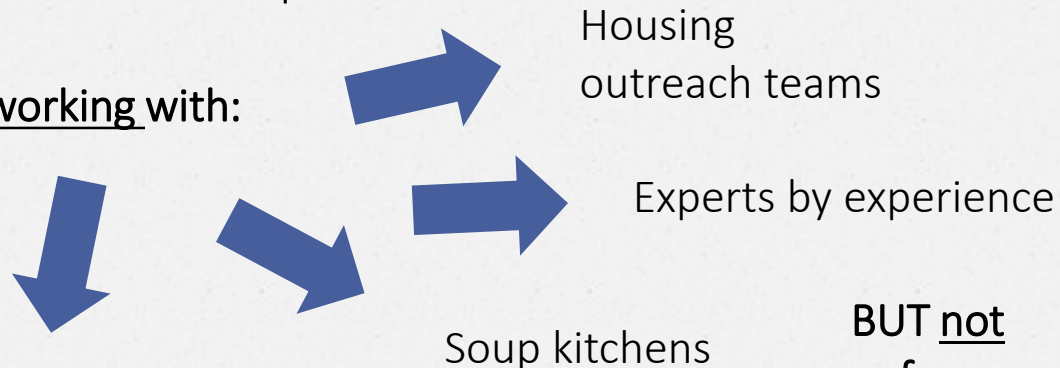 working with:
Housing
outreach teams
Experts by experience
Soup kitchens
BUT not